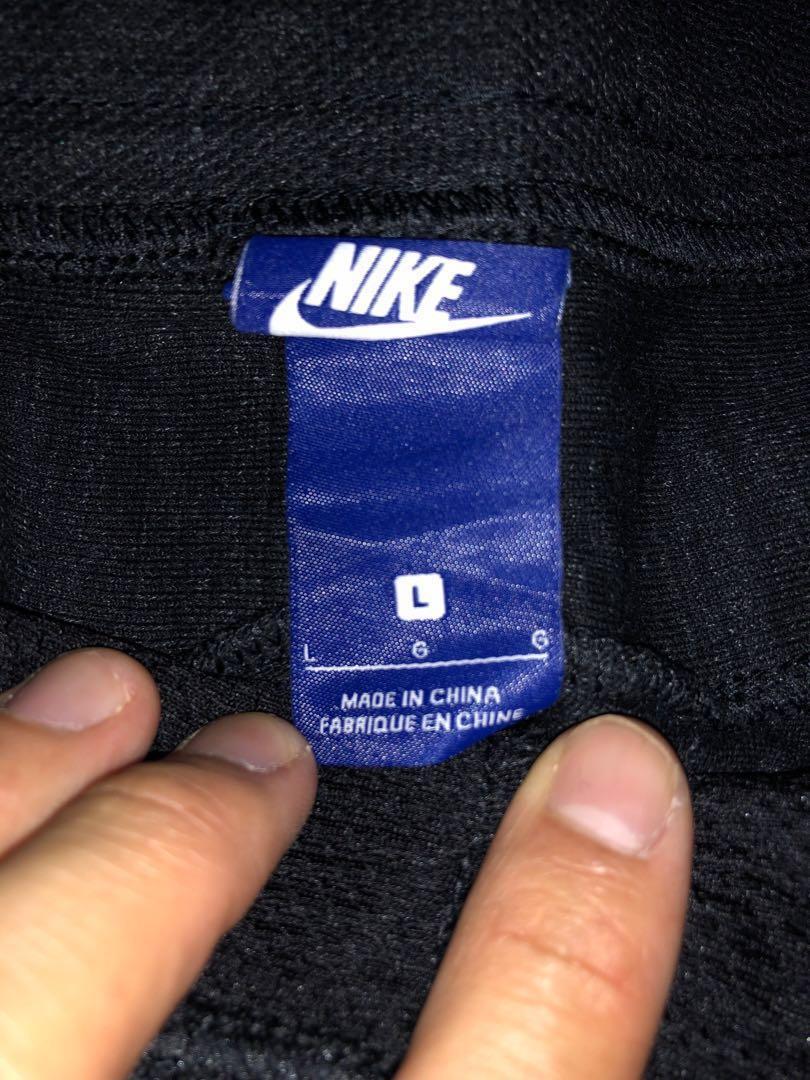 NIKE
L
L G G
MADE IN CHINA
FABRIQUE EN CHINE